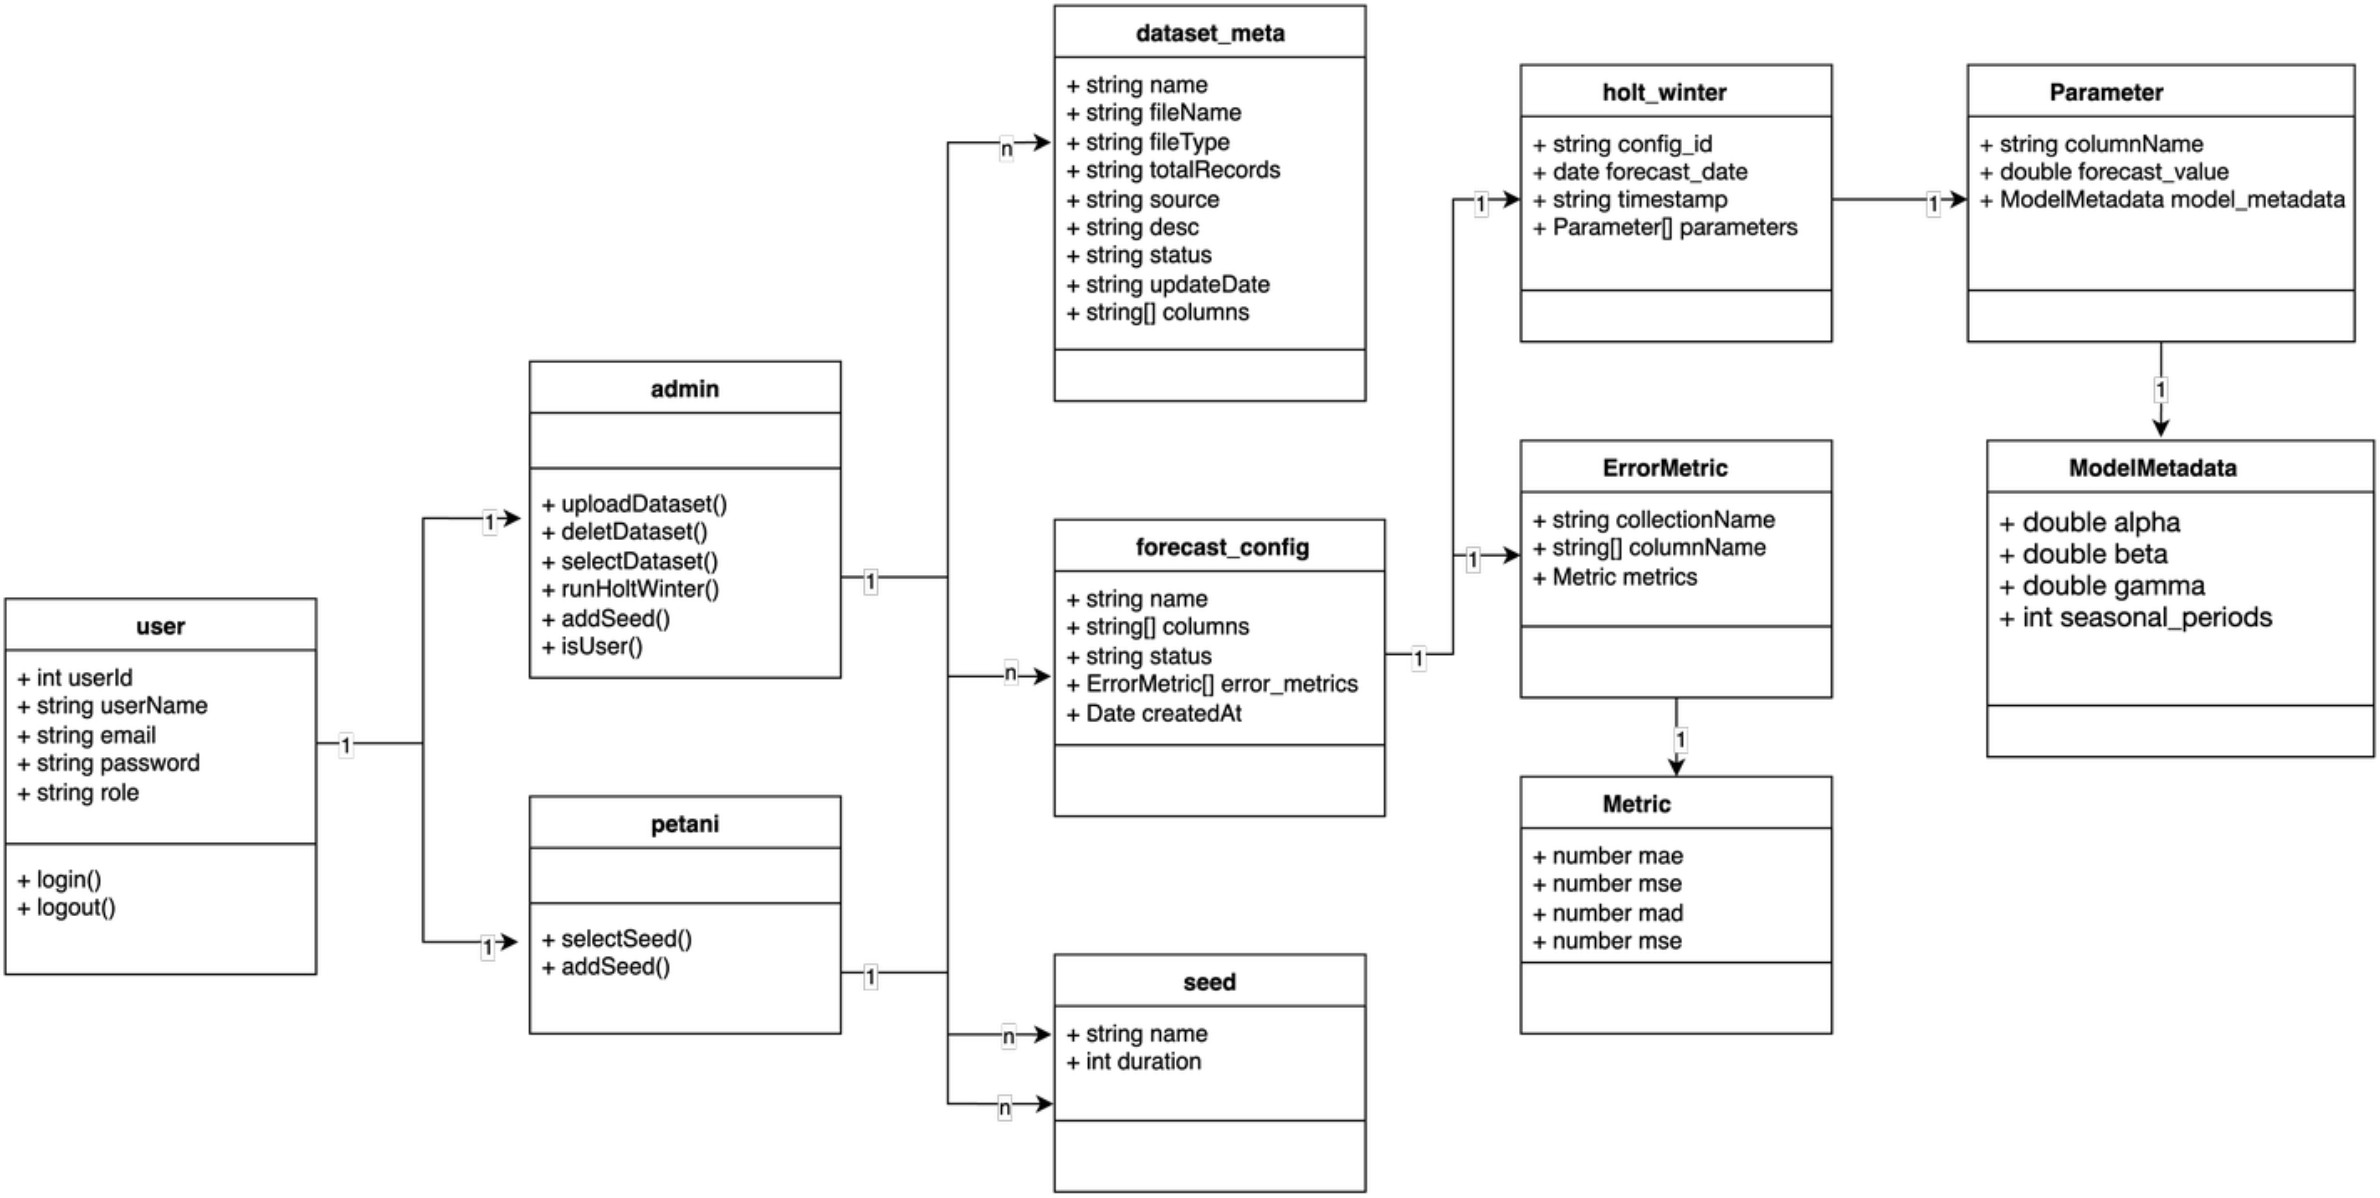 user
+ int userId
+ string userName
+ string email
+ string password
+ string role
+ login()
+ logout()
1
1
1
admin
+ uploadDataset()
+ deletDataset()
+ selectDataset()
+ runHoltWinter()
+ addSeed()
+ isUser()
petani
+ selectSeed()
+ addSeed()
1
1
n
n
n
n
dataset_meta
+ string name
+ string fileName
+ string fileType
+ string totalRecords
+ string source
+ string desc
+ string status
+ string updateDate
+ string[] columns
forecast_config
+ string name
+ string[] columns
+ string status
+ ErrorMetric[] error_metrics
+ Date createdAt
seed
+ string name
+ int duration
1
1
1
holt_winter
+ string config_id
+ date forecast_date
+ string timestamp
+ Parameter[] parameters
ErrorMetric
+ string collectionName
+ string[] columnName
+ Metric metrics
1
Metric
+ number mae
+ number mse
+ number mad
+ number mse
1
Parameter
+ string columnName
+ double forecast_value
+ ModelMetadata model_metadata
1
ModelMetadata
+ double alpha
+ double beta
+ double gamma
+ int seasonal_periods